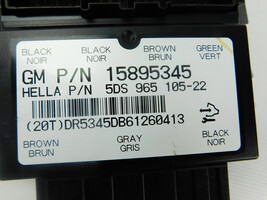 BLACK BLACK BROWN GREEN
NOIR NOIR BRUN VERT
GM P/N 15895345
HELLA P/N 5DS 965 105-22
(20T)DR5345DB61260413
BROWN GRAY BLACK
BRUN GRIS NOIR